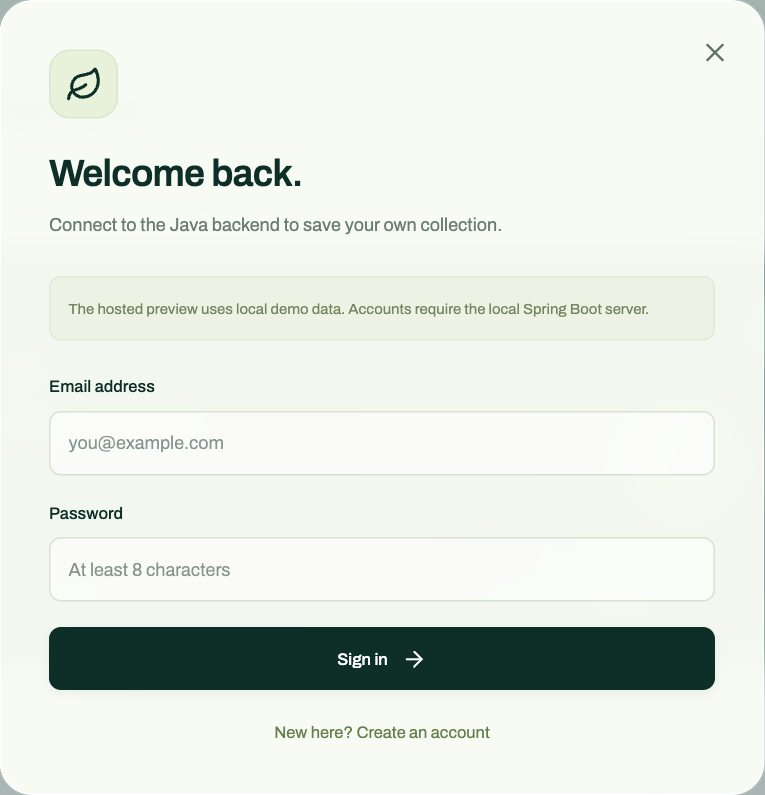 Welcome back.
Connect to the Java backend to save your own collection.
The hosted preview uses local demo data. Accounts require the local Spring Boot server.
Email address
you@example.com
Password
At least 8 characters
Sign in
New here? Create an account